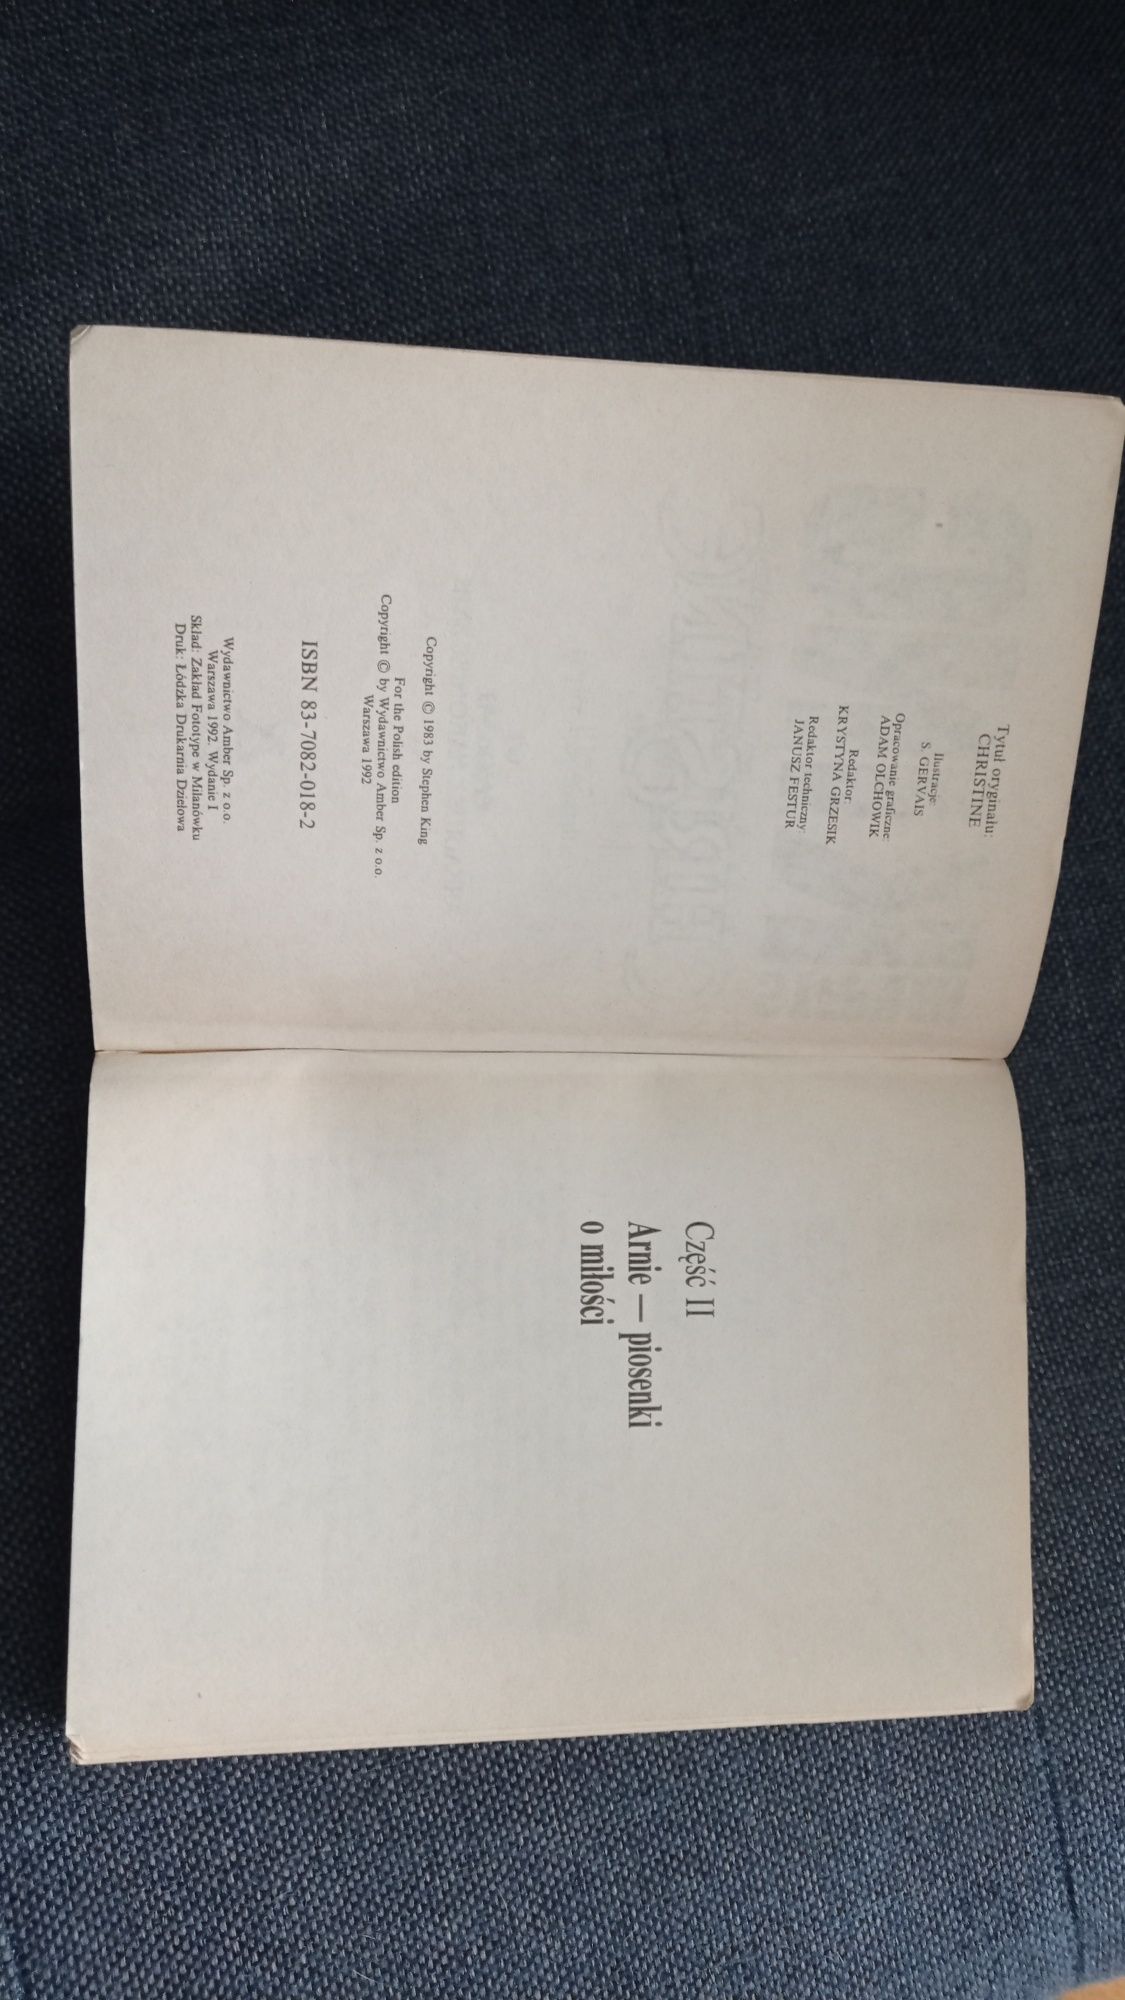 Tytuł oryginału:
CHRISTINE
Ilustracje:
S. GERVAIS
Opracowanie graficzne:
ADAM OLCHOWIK
Redaktor:
KRYSTYNA GRZESIK
Redaktor techniczny:
JANUSZ FESTUR
Copyright © 1983 by Stephen King
For the Polish edition
Copyright © by Wydawnictwo Amber Sp. z o.o.
Warszawa 1992
ISBN 83-7082-018-2
Wydawnictwo Amber Sp. z o.o.
Warszawa 1992. Wydanie I
Skład: Zakład Fototype w Milanówku
Druk: Łódzka Drukarnia Dziełowa
Część II
Arnie — piosenki
o miłości